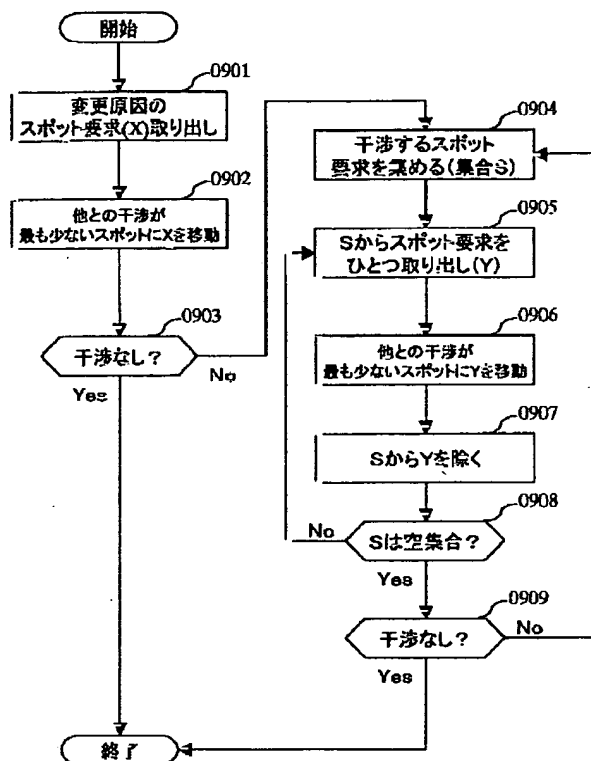 開始
0901
変更原因の
スポット要求(X)取り出し
0902
他との干渉が
最も少ないスポットにXを移動
0903
干渉なし?
Yes
No
0904
干渉するスポット
要求を集める(集合S)
0905
Sからスポット要求を
ひとつ取り出し(Y)
0906
他との干渉が
最も少ないスポットにYを移動
0907
SからYを除く
0908
Sは空集合?
No
Yes
0909
干渉なし?
No
Yes
終了